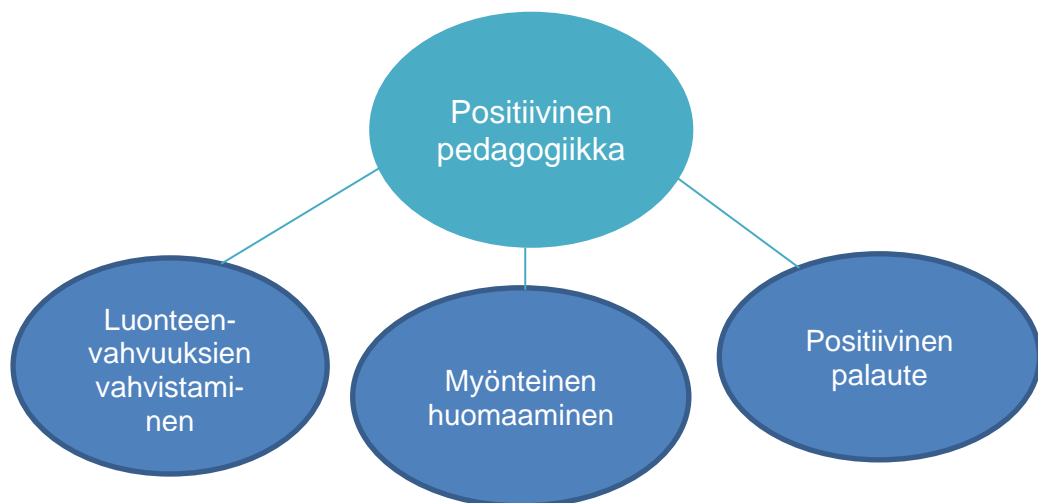 Positiivinen
pedagogiikka
Luonteen-
vahvuuksien
vahvistami-
nen
Myönteinen
huomaaminen
Positiivinen
palaute